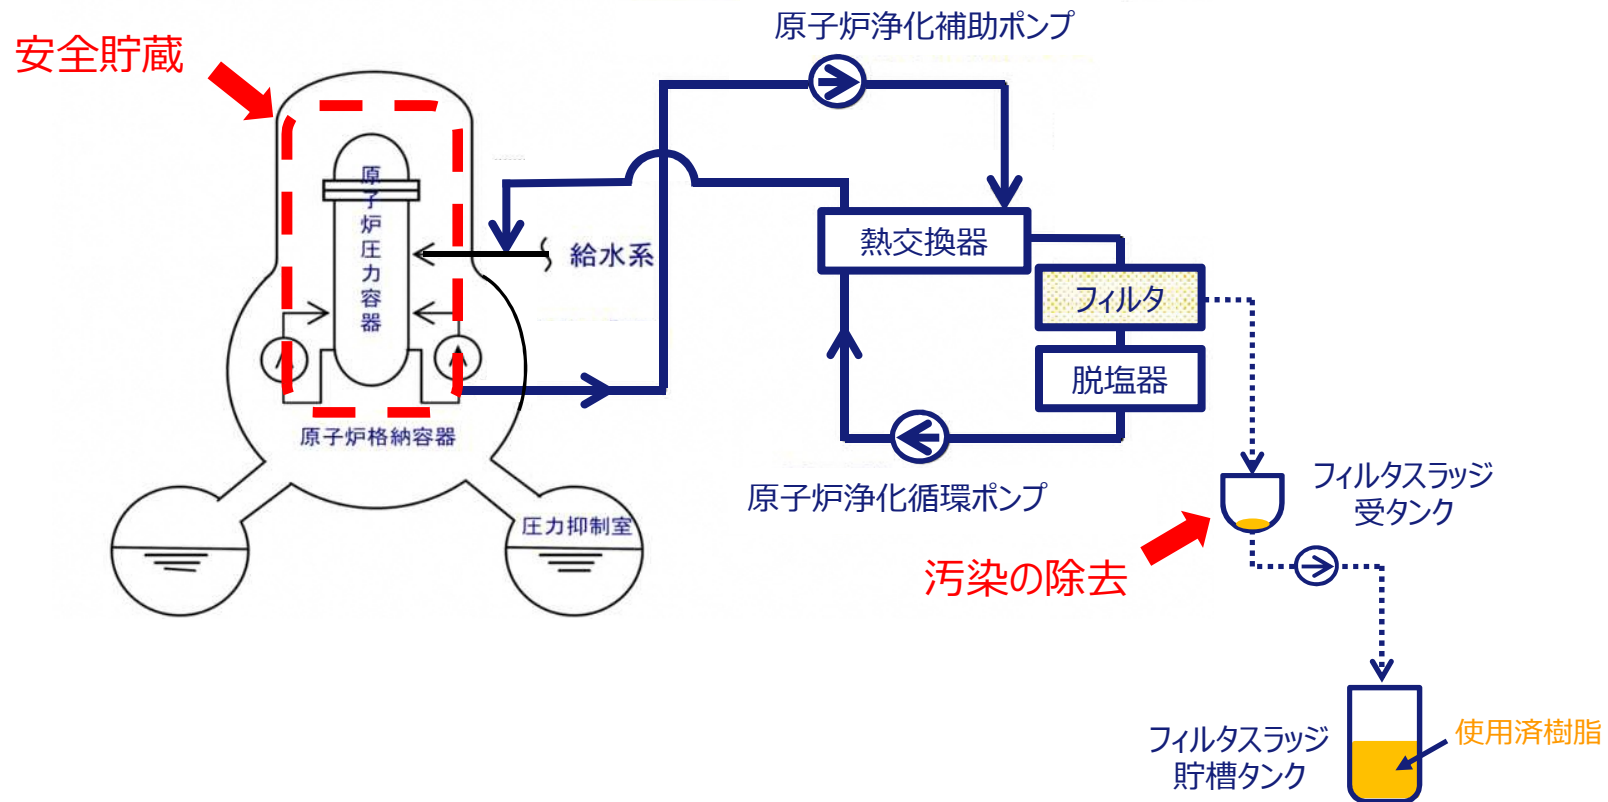 原子炉浄化補助ポンプ
安全貯蔵
原子炉圧力容器
給水系
熱交換器
フィルタ
脱塩器
原子炉格納容器
原子炉浄化循環ポンプ
圧力抑制室
フィルタスラッジ
受タンク
汚染の除去
フィルタスラッジ
貯槽タンク
使用済樹脂